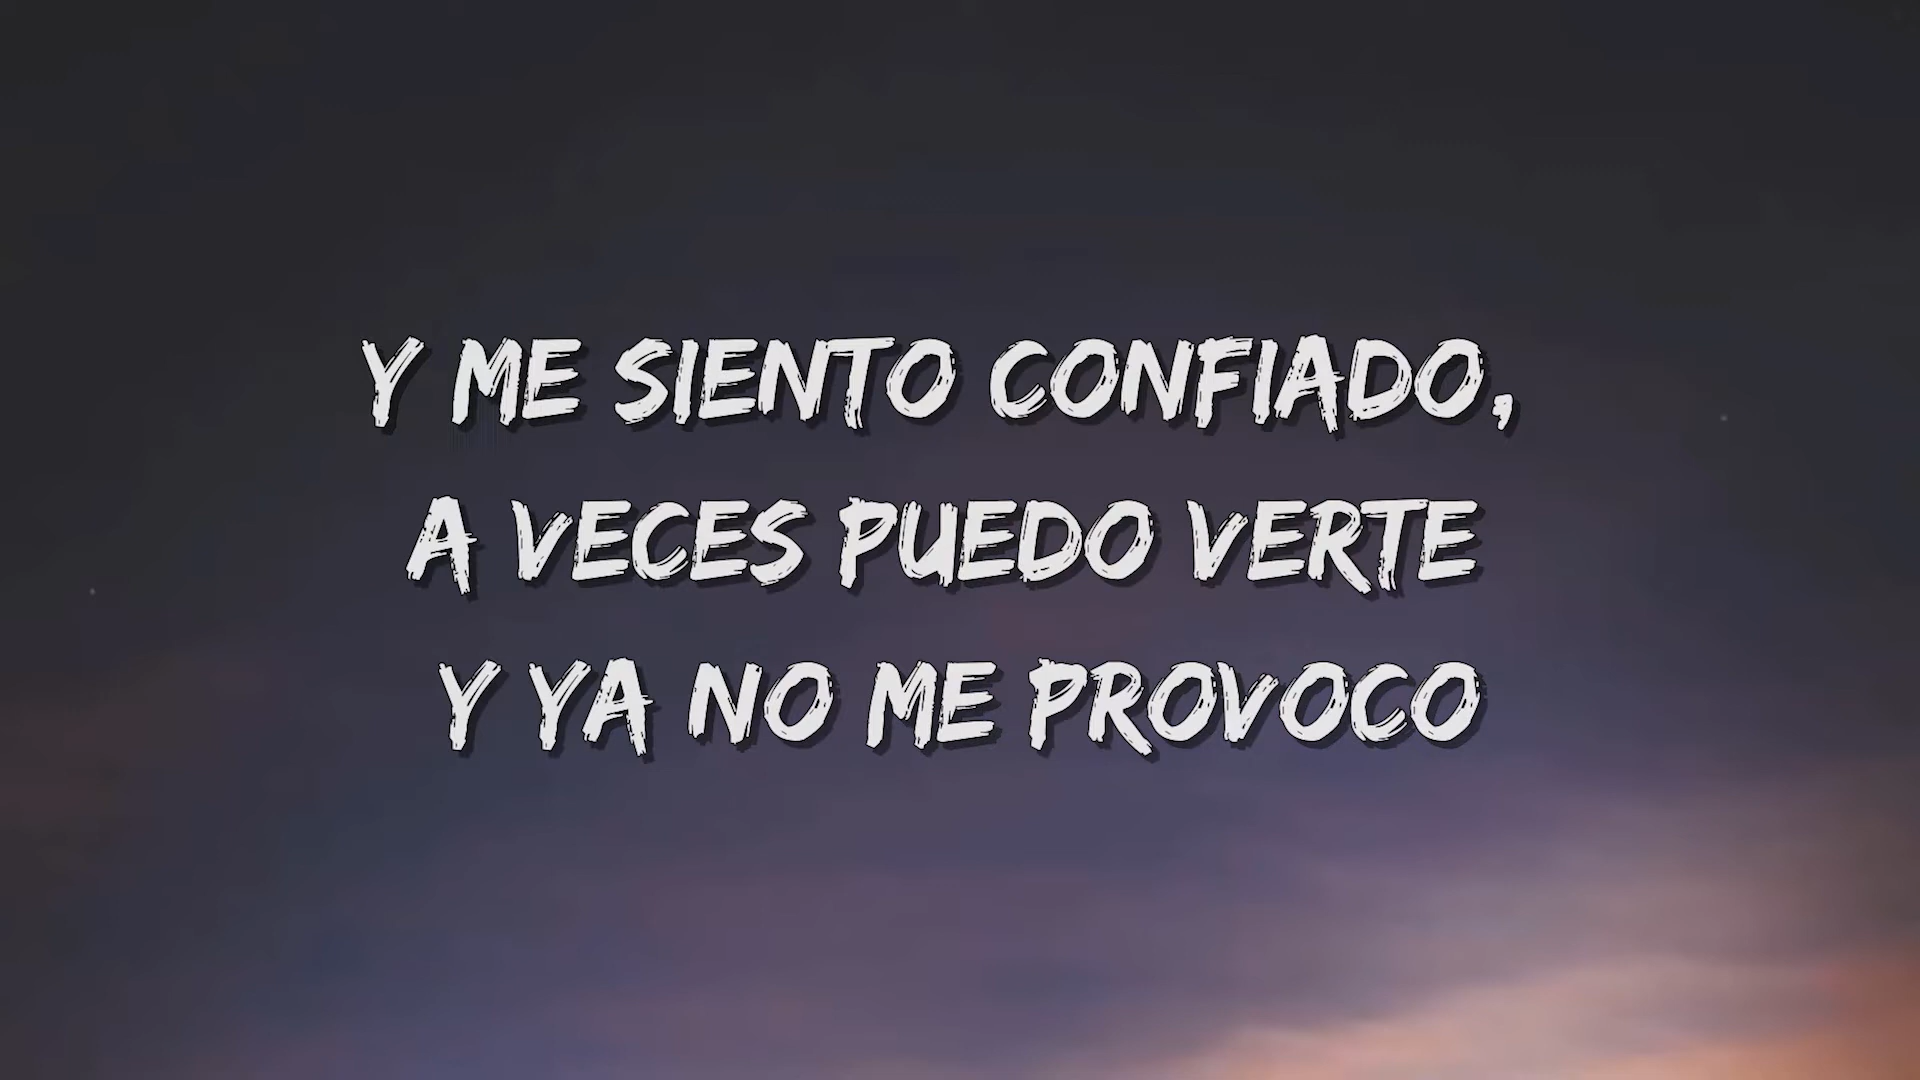 Y ME SIENTO CONFIADO,
A VECES PUEDO VERTE
Y YA NO ME PROVOCO